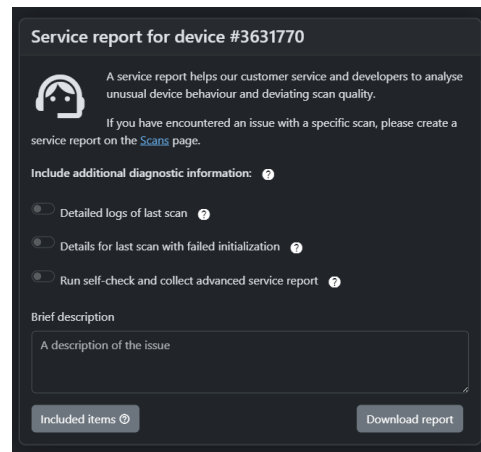 Service report for device #3631770
A service report helps our customer service and developers to analyse
unusual device behaviour and deviating scan quality.
If you have encountered an issue with a specific scan, please create a
service report on the Scans page.
Include additional diagnostic information: ?
Detailed logs of last scan ?
Details for last scan with failed initialization ?
Run self-check and collect advanced service report ?
Brief description
A description of the issue
Included items ?
Download report